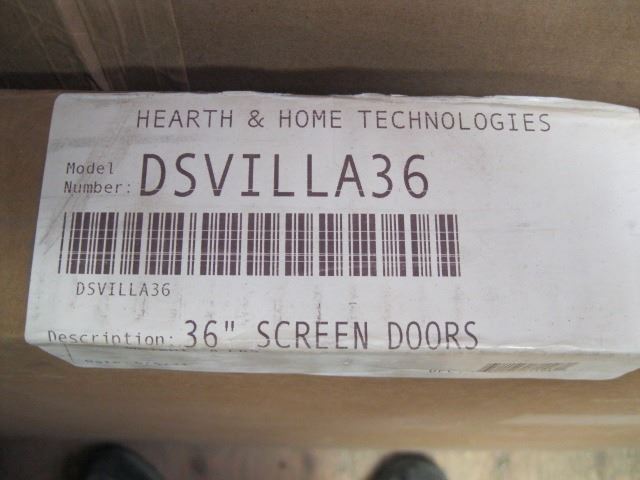 HEARTH & HOME TECHNOLOGIES
Model
Number: DSVILLA36
DSVILLA36
Description: 36" SCREEN DOORS